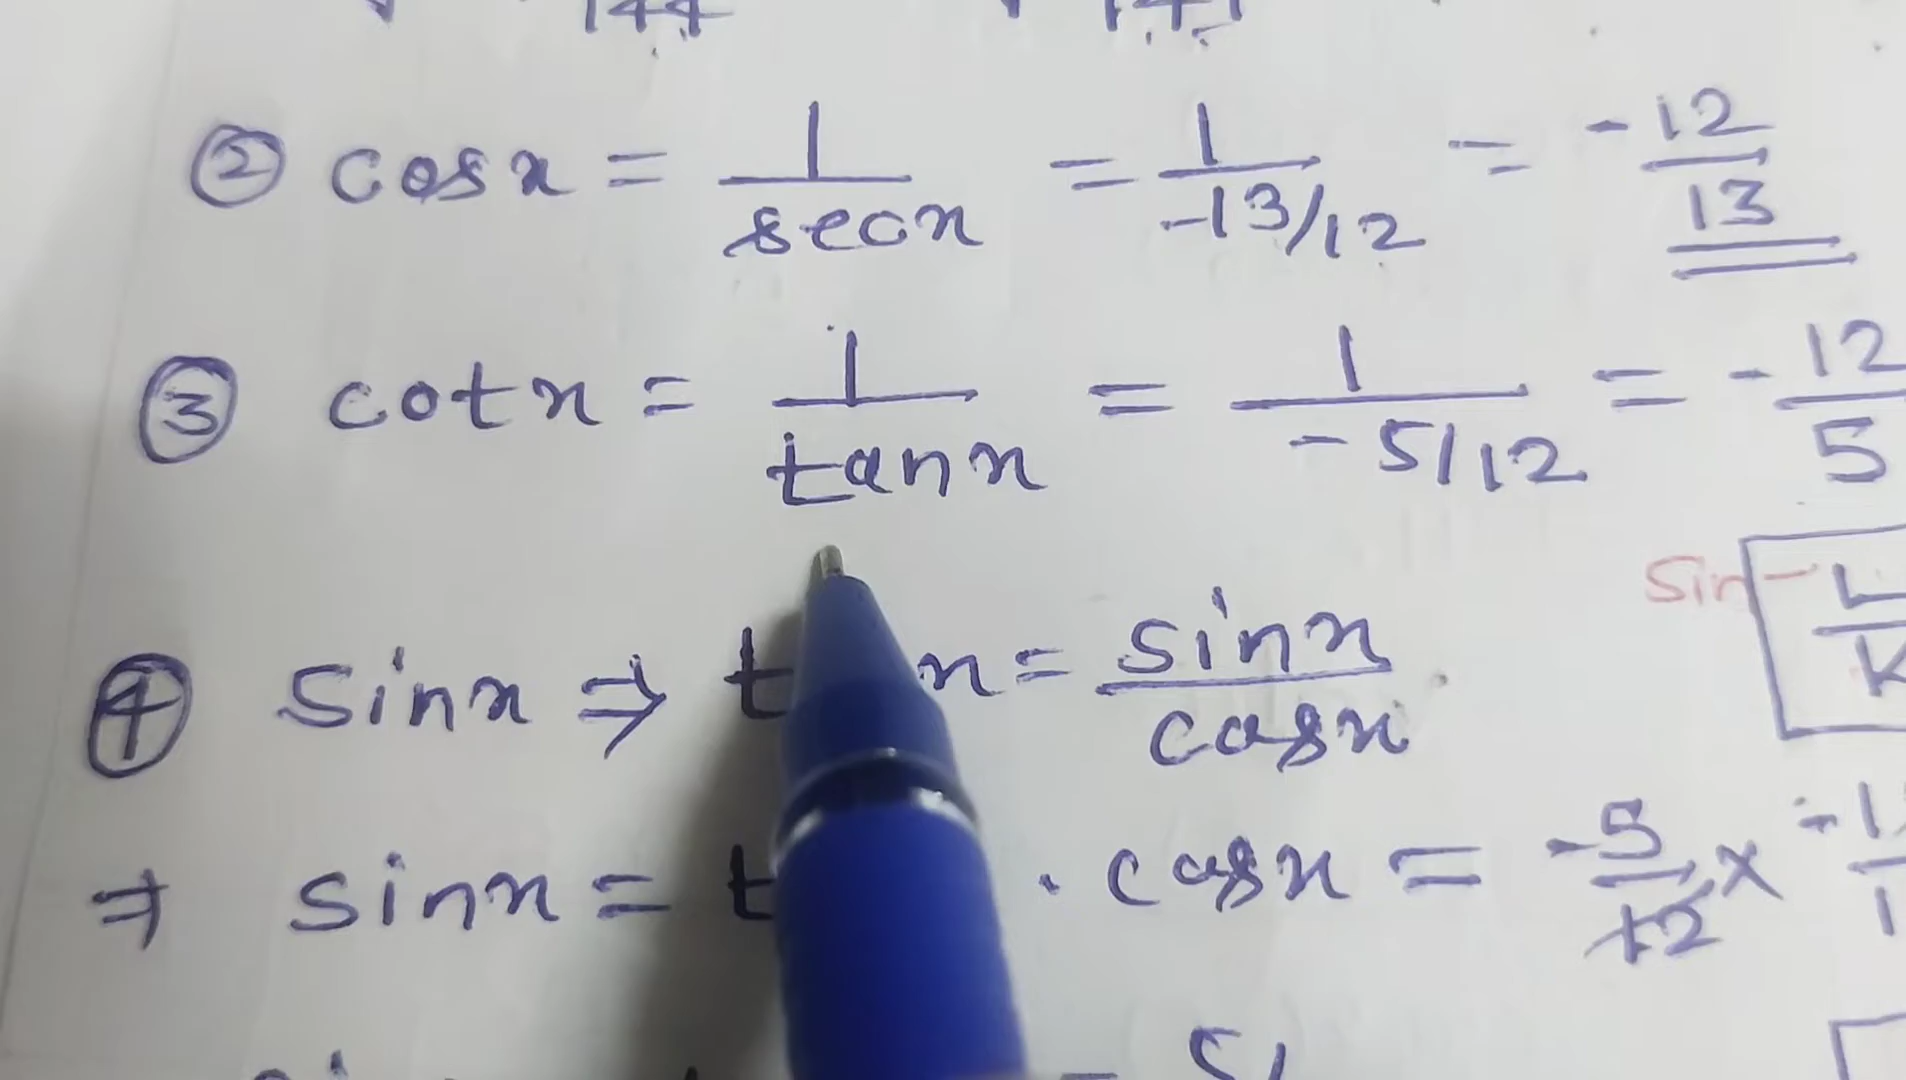 144 141
② cosx = 1/secx = 1/-13/12 = -12/13
③ cotx = 1/tanx = 1/-5/12 = -12/5
Sin L/K
④ Sinx ⇒ t x = sinx/cosx
⇒ sinx = t . cosx = -5/12 ×